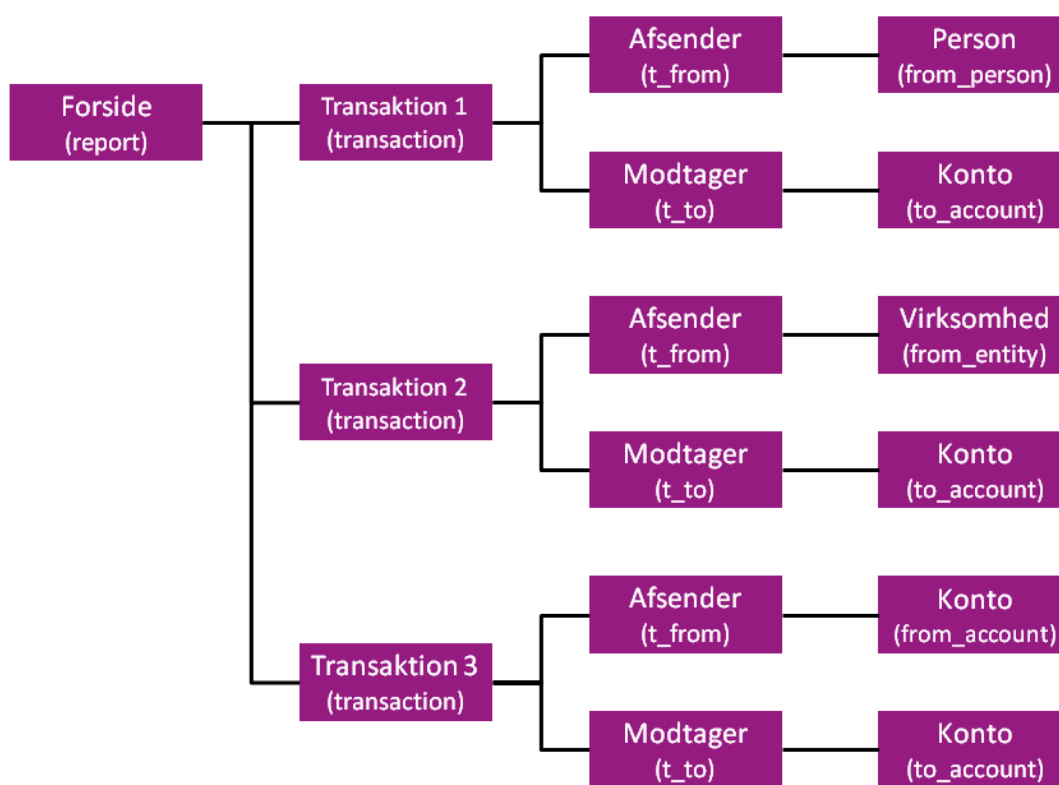 Forside
(report)
Transaktion 1
(transaction)
Afsender
(t_from)
Person
(from_person)
Modtager
(t_to)
Konto
(to_account)
Transaktion 2
(transaction)
Afsender
(t_from)
Virksomhed
(from_entity)
Modtager
(t_to)
Konto
(to_account)
Transaktion 3
(transaction)
Afsender
(t_from)
Konto
(from_account)
Modtager
(t_to)
Konto
(to_account)